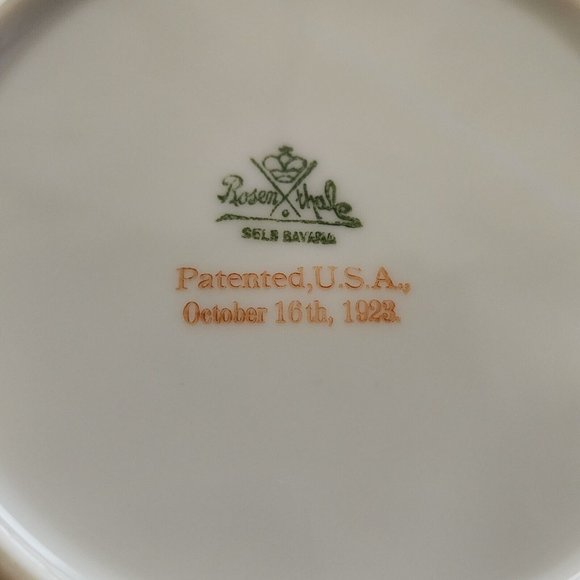 Rosenthal
SELB BAVARIA
Patented, U.S.A.,
October 16th, 1923.